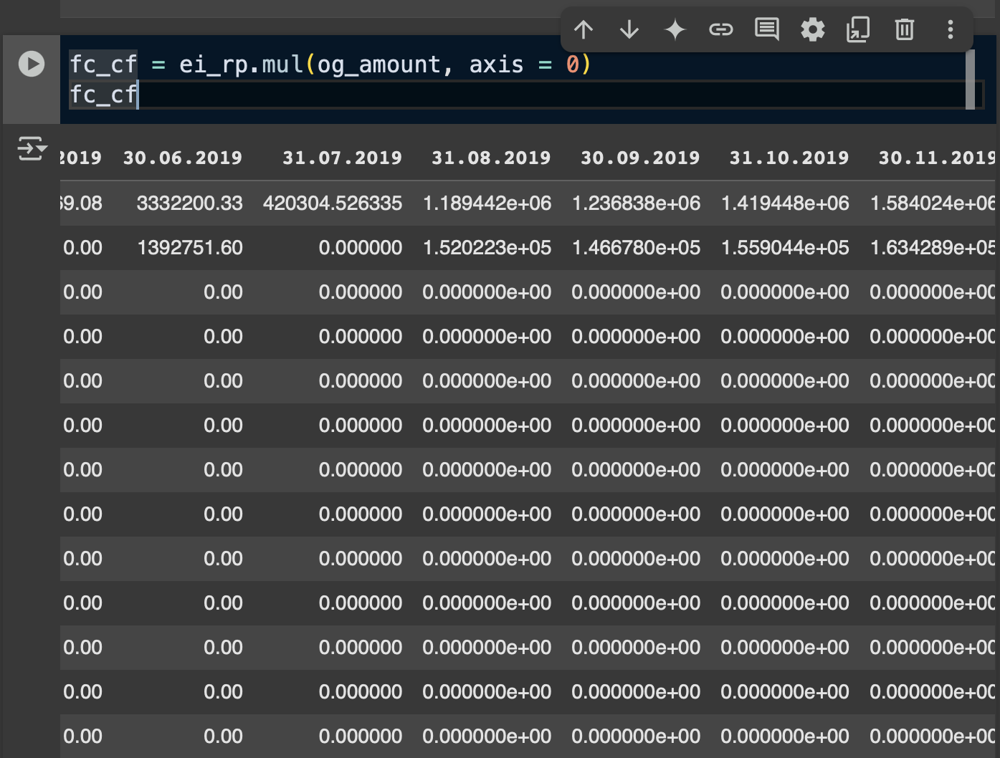 fc_cf = ei_rp.mul(og_amount, axis = 0)
fc_cf
2019 30.06.2019 31.07.2019 31.08.2019 30.09.2019 31.10.2019 30.11.2019
69.08 3332200.33 420304.526335 1.189442e+06 1.236838e+06 1.419448e+06 1.584024e+06
0.00 1392751.60 0.000000 1.520223e+05 1.466780e+05 1.559044e+05 1.634289e+05
0.00 0.00 0.000000 0.000000e+00 0.000000e+00 0.000000e+00 0.000000e+00
0.00 0.00 0.000000 0.000000e+00 0.000000e+00 0.000000e+00 0.000000e+00
0.00 0.00 0.000000 0.000000e+00 0.000000e+00 0.000000e+00 0.000000e+00
0.00 0.00 0.000000 0.000000e+00 0.000000e+00 0.000000e+00 0.000000e+00
0.00 0.00 0.000000 0.000000e+00 0.000000e+00 0.000000e+00 0.000000e+00
0.00 0.00 0.000000 0.000000e+00 0.000000e+00 0.000000e+00 0.000000e+00
0.00 0.00 0.000000 0.000000e+00 0.000000e+00 0.000000e+00 0.000000e+00
0.00 0.00 0.000000 0.000000e+00 0.000000e+00 0.000000e+00 0.000000e+00
0.00 0.00 0.000000 0.000000e+00 0.000000e+00 0.000000e+00 0.000000e+00
0.00 0.00 0.000000 0.000000e+00 0.000000e+00 0.000000e+00 0.000000e+00
0.00 0.00 0.000000 0.000000e+00 0.000000e+00 0.000000e+00 0.000000e+00